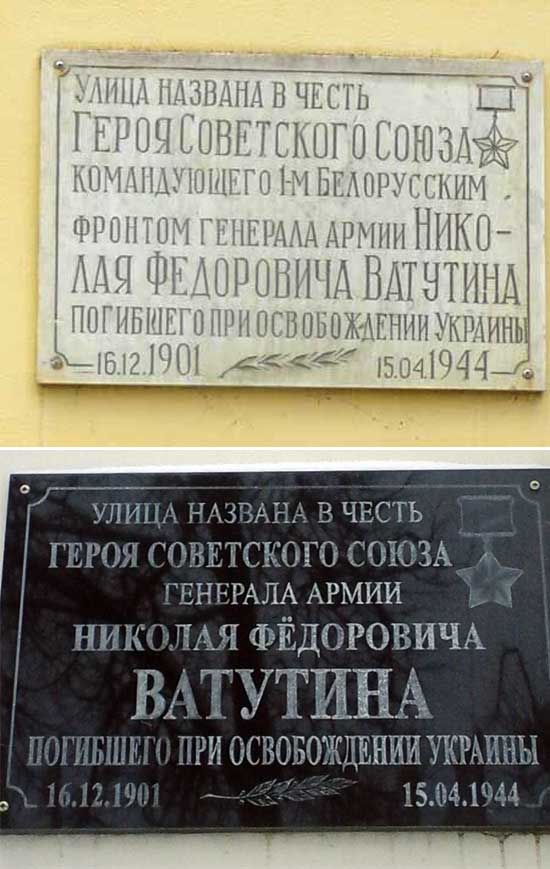 УЛИЦА НАЗВАНА В ЧЕСТЬ
ГЕРОЯ СОВЕТСКОГО СОЮЗА
КОМАНДУЮЩЕГО 1-М БЕЛОРУССКИМ
ФРОНТОМ ГЕНЕРАЛА АРМИИ НИКО-
ЛАЯ ФЕДОРОВИЧА ВАТУТИНА
ПОГИБШЕГО ПРИ ОСВОБОЖДЕНИИ УКРАИНЫ
16.12.1901 15.04.1944
УЛИЦА НАЗВАНА В ЧЕСТЬ
ГЕРОЯ СОВЕТСКОГО СОЮЗА
ГЕНЕРАЛА АРМИИ
НИКОЛАЯ ФЁДОРОВИЧА
ВАТУТИНА
ПОГИБШЕГО ПРИ ОСВОБОЖДЕНИИ УКРАИНЫ
16.12.1901 15.04.1944